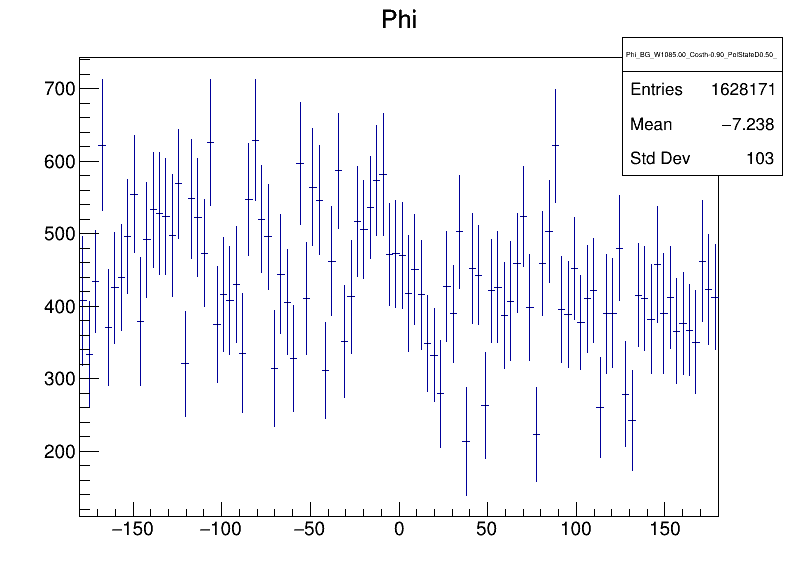 Phi
Phi_BG_W1085.00_Costh-0.90_PolStateD0.50_
Entries 1628171
Mean −7.238
Std Dev 103
700
600
500
400
300
200
−150 −100 −50 0 50 100 150